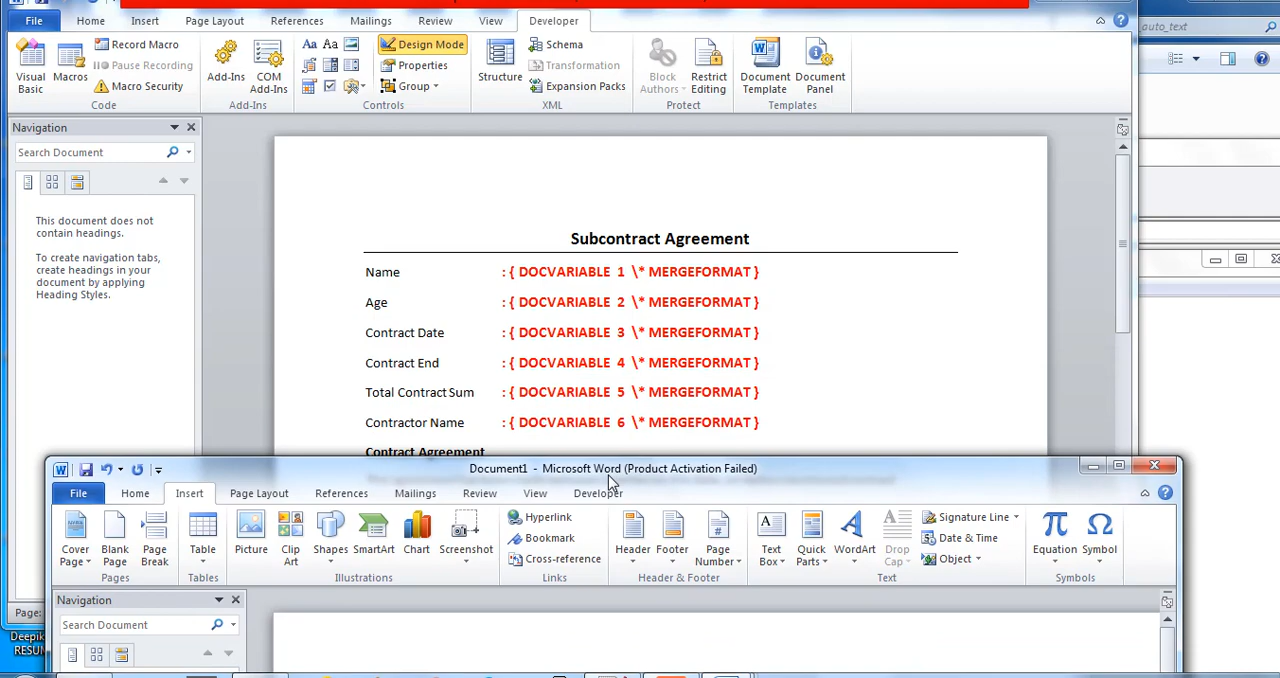 auto_text
File Home Insert Page Layout References Mailings Review View Developer
Visual Basic
Macros
Record Macro
Pause Recording
Macro Security
Code
Add-Ins
COM Add-Ins
Add-Ins
Aa Aa
Design Mode
Properties
Group
Controls
Structure
Schema
Transformation
Expansion Packs
XML
Block Authors
Restrict Editing
Protect
Document Template
Document Panel
Templates
Navigation
Search Document
This document does not
contain headings.
To create navigation tabs,
create headings in your
document by applying
Heading Styles.
Subcontract Agreement
Name : { DOCVARIABLE 1 \* MERGEFORMAT }
Age : { DOCVARIABLE 2 \* MERGEFORMAT }
Contract Date : { DOCVARIABLE 3 \* MERGEFORMAT }
Contract End : { DOCVARIABLE 4 \* MERGEFORMAT }
Total Contract Sum : { DOCVARIABLE 5 \* MERGEFORMAT }
Contractor Name : { DOCVARIABLE 6 \* MERGEFORMAT }
Contract Agreement
Page:
Deepik
RESUM
Document1 - Microsoft Word (Product Activation Failed)
File Home Insert Page Layout References Mailings Review View Developer
Cover Page
Blank Page
Page Break
Pages
Table
Tables
Picture
Clip Art
Shapes
SmartArt
Chart
Screenshot
Illustrations
Hyperlink
Bookmark
Cross-reference
Links
Header
Footer
Page Number
Header & Footer
Text Box
Quick Parts
WordArt
Drop Cap
Signature Line
Date & Time
Object
Text
Equation
Symbol
Symbols
Navigation
Search Document